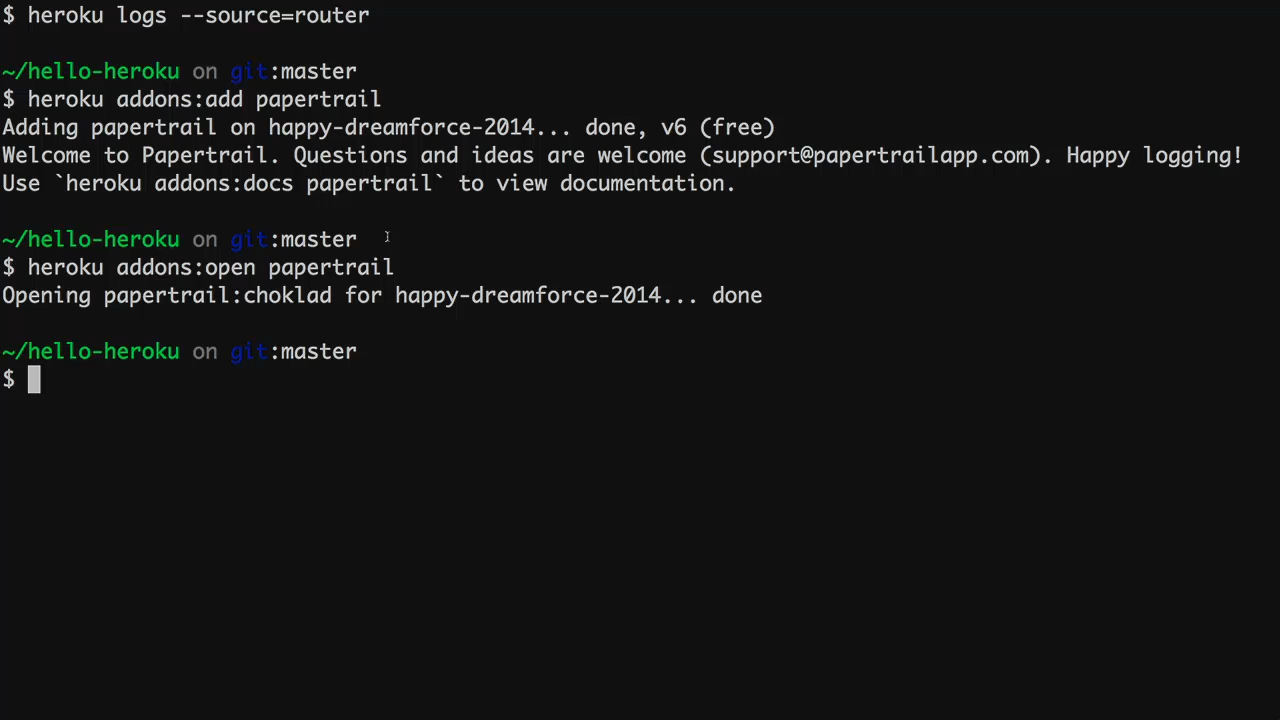 $ heroku logs --source=router
~/hello-heroku on git:master
$ heroku addons:add papertrail
Adding papertrail on happy-dreamforce-2014... done, v6 (free)
Welcome to Papertrail. Questions and ideas are welcome (support@papertrailapp.com). Happy logging!
Use `heroku addons:docs papertrail` to view documentation.
~/hello-heroku on git:master
$ heroku addons:open papertrail
Opening papertrail:choklad for happy-dreamforce-2014... done
~/hello-heroku on git:master
$